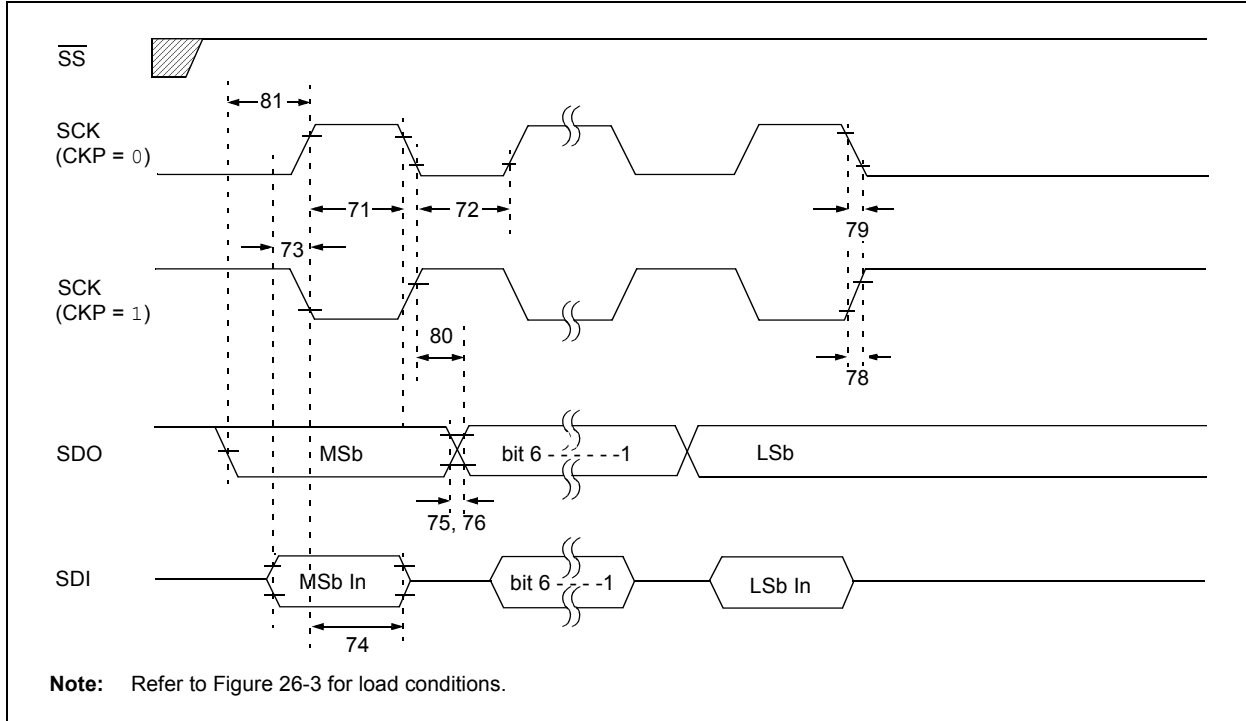 SS
81
SCK
(CKP = 0)
71
72
79
73
SCK
(CKP = 1)
80
78
SDO
MSb
bit 6 - - - - - -1
LSb
75, 76
SDI
MSb In
bit 6 - - - -1
LSb In
74
Note: Refer to Figure 26-3 for load conditions.